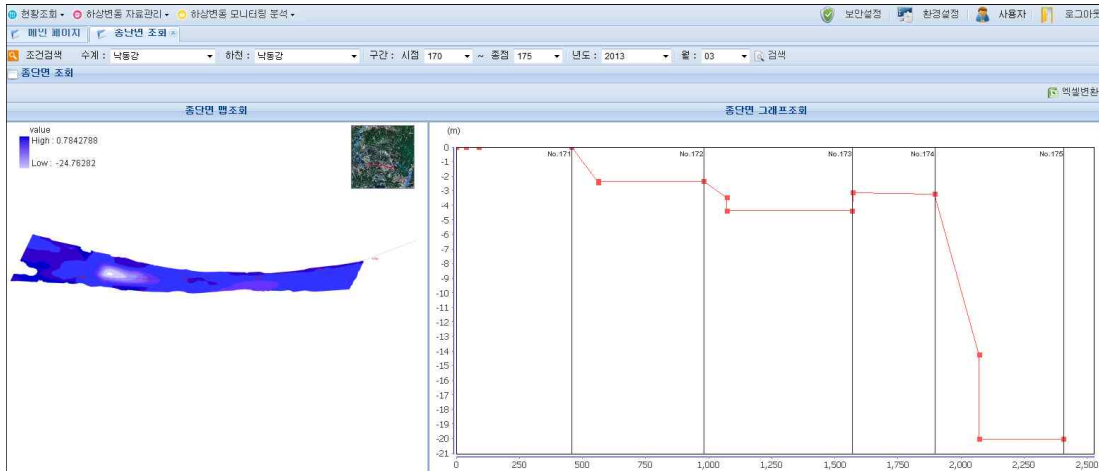 현황조회 하상변동 자료관리 하상변동 모니터링 분석 보안설정 환경설정 사용자 로그아웃
메인 페이지 종단면 조회
조건검색 수계 : 낙동강 하천 : 낙동강 구간 : 시점 170 ~ 종점 175 년도 : 2013 월 : 03 검색
종단면 조회
엑셀변환
종단면 맵조회 종단면 그래프조회
value
High : 0.7842788
Low : -24.76282
(m)
No.171 No.172 No.173 No.174 No.175
0
-1
-2
-3
-4
-5
-6
-7
-8
-9
-10
-11
-12
-13
-14
-15
-16
-17
-18
-19
-20
-21
0 250 500 750 1,000 1,250 1,500 1,750 2,000 2,250 2,500